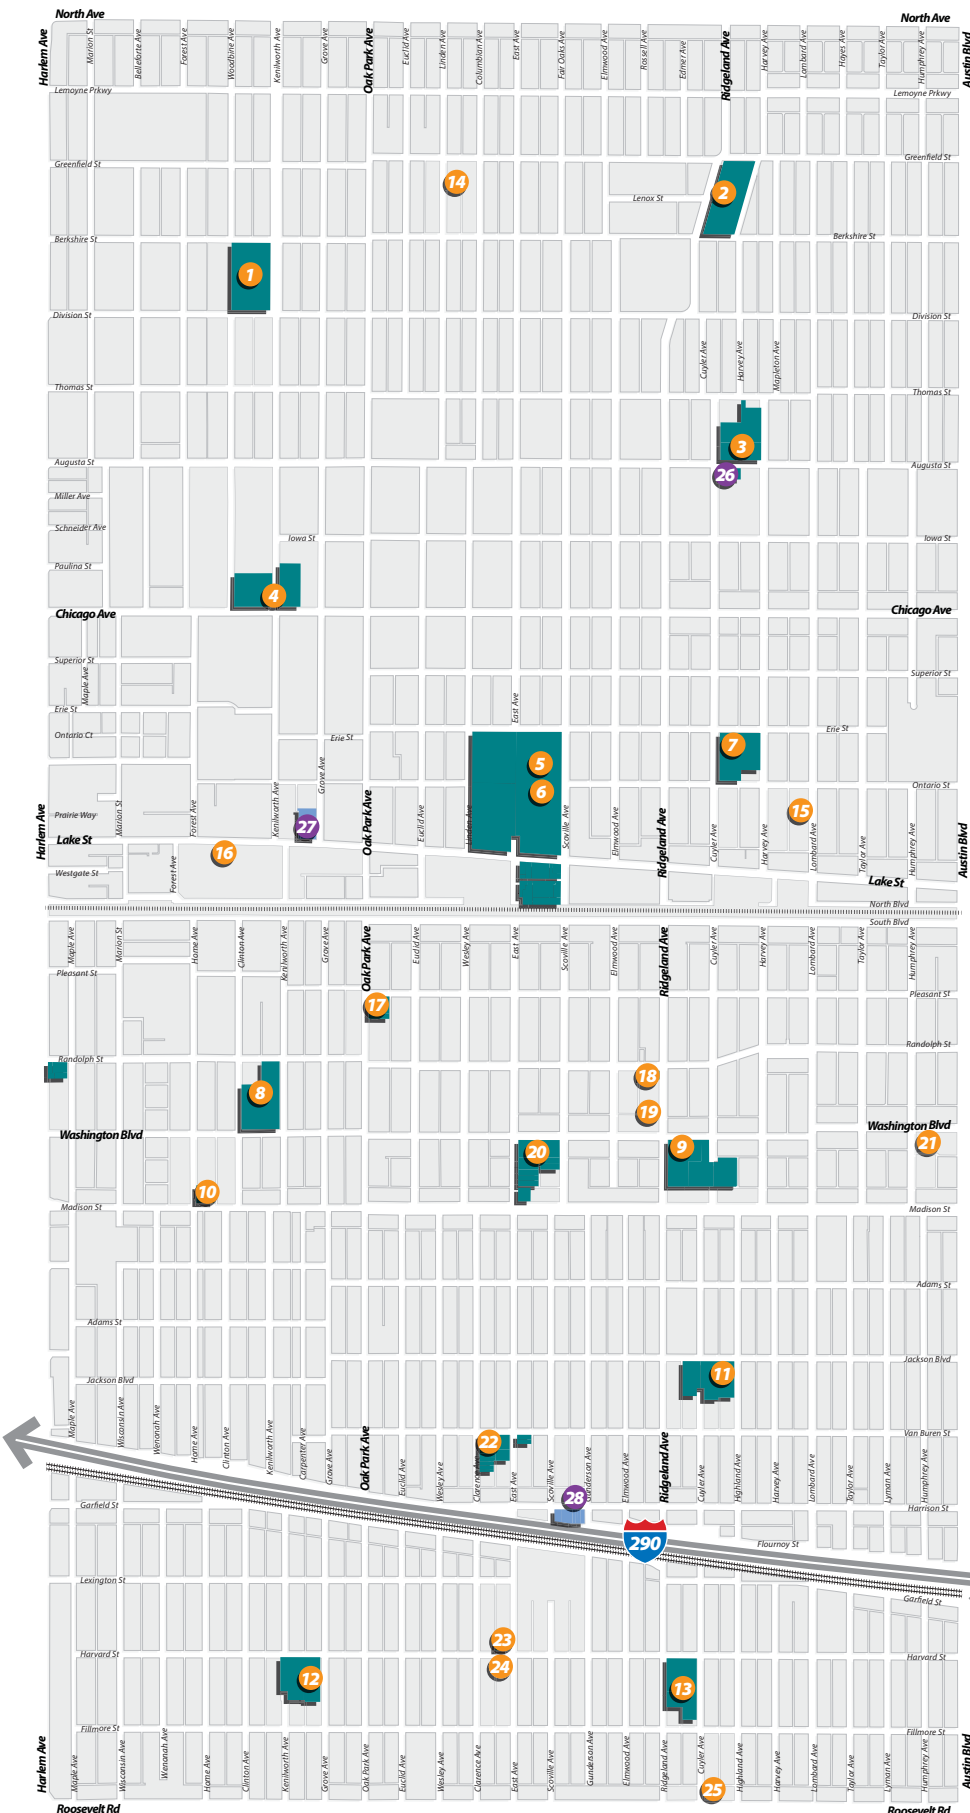 North Ave
North Ave
Harlem Ave
Marion St
Belleforte Ave
Forest Ave
Woodbine Ave
Kenilworth Ave
Grove Ave
Oak Park Ave
Euclid Ave
Linden Ave
Columbian Ave
East Ave
Fair Oaks Ave
Elmwood Ave
Rossell Ave
Edmer Ave
Ridgeland Ave
Harvey Ave
Lombard Ave
Hayes Ave
Taylor Ave
Humphrey Ave
Austin Blvd
Lemoyne Prkwy
Lemoyne Prkwy
Greenfield St
Greenfield St
14
2
Lenox St
Berkshire St
Berkshire St
1
Division St
Division St
Cuyler Ave
Harvey Ave
Mapleton Ave
Thomas St
Thomas St
3
Augusta St
Augusta St
26
Miller Ave
Schneider Ave
Iowa St
Iowa St
Paulina St
4
Chicago Ave
Chicago Ave
Superior St
Superior St
Maple Ave
East Ave
Erie St
Erie St
Erie St
Ontario Ct
7
5
6
Ontario St
Harlem Ave
Prairie Way
Marion St
Forest Ave
Kenilworth Ave
Grove Ave
27
Oak Park Ave
Euclid Ave
Linden Ave
Scoville Ave
Elmwood Ave
Ridgeland Ave
Cuyler Ave
Harvey Ave
15
Lombard Ave
Taylor Ave
Humphrey Ave
Austin Blvd
Lake St
16
Westgate St
Forest Ave
Lake St
North Blvd
South Blvd
Maple Ave
Marion St
Home Ave
Clinton Ave
Kenilworth Ave
Grove Ave
Oak Park Ave
Euclid Ave
Wesley Ave
East Ave
Scoville Ave
Elmwood Ave
Ridgeland Ave
Cuyler Ave
Harvey Ave
Lombard Ave
Taylor Ave
Humphrey Ave
Pleasant St
Pleasant St
17
Randolph St
Randolph St
18
8
19
Washington Blvd
Washington Blvd
20
9
21
10
Madison St
Madison St
Adams St
Adams St
Jackson Blvd
Jackson Blvd
11
Maple Ave
Wisconsin Ave
Wenonah Ave
Home Ave
Clinton Ave
Kenilworth Ave
Carpenter Ave
Grove Ave
Oak Park Ave
Euclid Ave
Wesley Ave
Clarence Ave
22
East Ave
Scoville Ave
Gunderson Ave
Elmwood Ave
Ridgeland Ave
Cuyler Ave
Highland Ave
Harvey Ave
Lombard Ave
Taylor Ave
Lyman Ave
Humphrey Ave
Van Buren St
28
Garfield St
Harrison St
290
Flournoy St
Lexington St
Garfield St
23
Harvard St
Harvard St
24
12
13
Fillmore St
Fillmore St
Harlem Ave
Maple Ave
Wisconsin Ave
Wenonah Ave
Home Ave
Clinton Ave
Kenilworth Ave
Grove Ave
Oak Park Ave
Euclid Ave
Wesley Ave
Clarence Ave
East Ave
Scoville Ave
Gunderson Ave
Elmwood Ave
Ridgeland Ave
Cuyler Ave
25
Highland Ave
Harvey Ave
Lombard Ave
Taylor Ave
Lyman Ave
Humphrey Ave
Austin Blvd
Roosevelt Rd
Roosevelt Rd